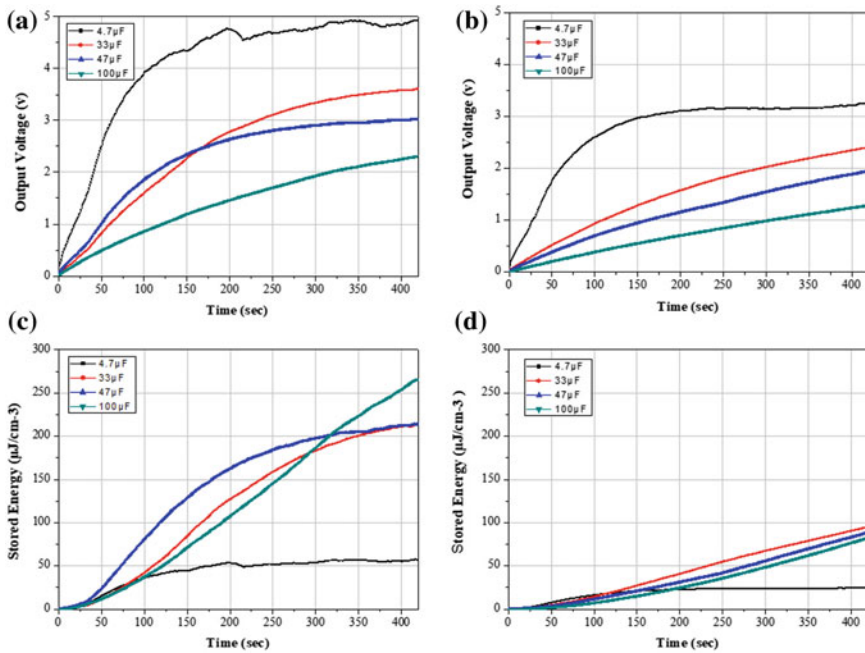 (a)
5
4
3
2
1
0
Output Voltage (v)
4.7µF
33µF
47µF
100µF
0 50 100 150 200 250 300 350 400
Time (sec)
(b)
5
4
3
2
1
0
Output Voltage (v)
4.7µF
33µF
47µF
100µF
0 50 100 150 200 250 300 350 400
Time (sec)
(c)
300
250
200
150
100
50
0
Stored Energy (µJ/cm-3)
4.7µF
33µF
47µF
100µF
0 50 100 150 200 250 300 350 400
Time (sec)
(d)
300
250
200
150
100
50
0
Stored Energy (µJ/cm-3 )
4.7µF
33µF
47µF
100µF
0 50 100 150 200 250 300 350 400
Time (sec)